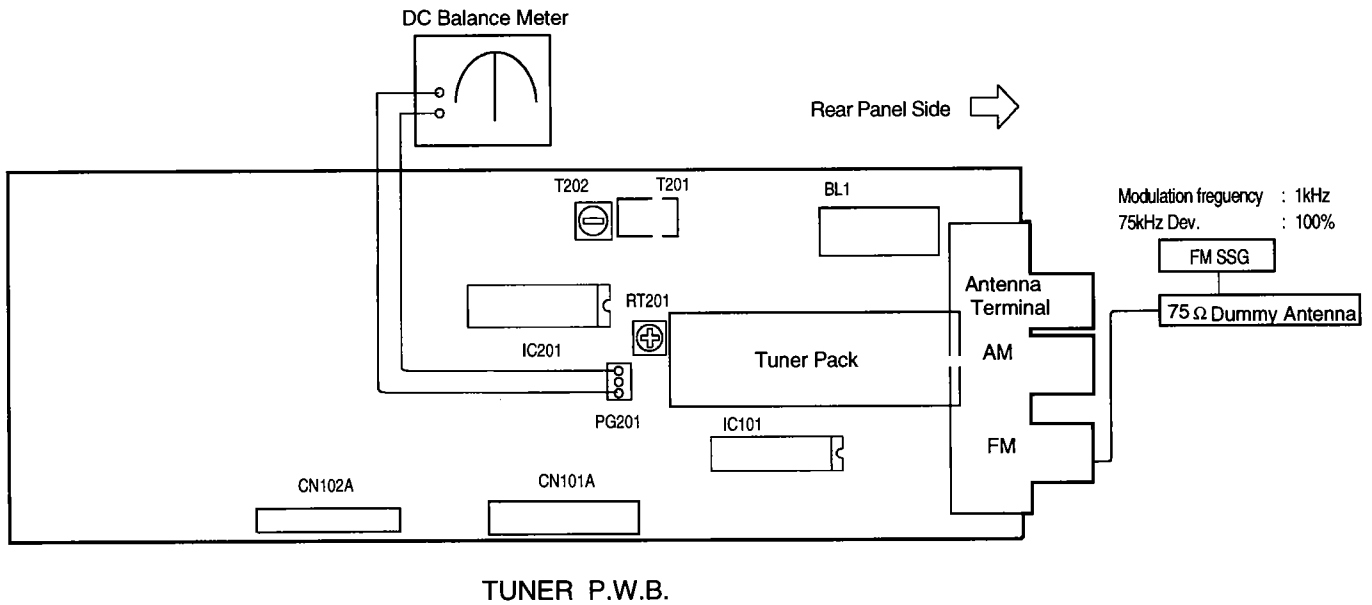 DC Balance Meter
Rear Panel Side
T202
T201
BL1
Modulation freguency : 1kHz
75kHz Dev. : 100%
FM SSG
75 Ω Dummy Antenna
Antenna
Terminal
RT201
IC201
Tuner Pack
AM
PG201
IC101
FM
CN102A
CN101A
TUNER P.W.B.